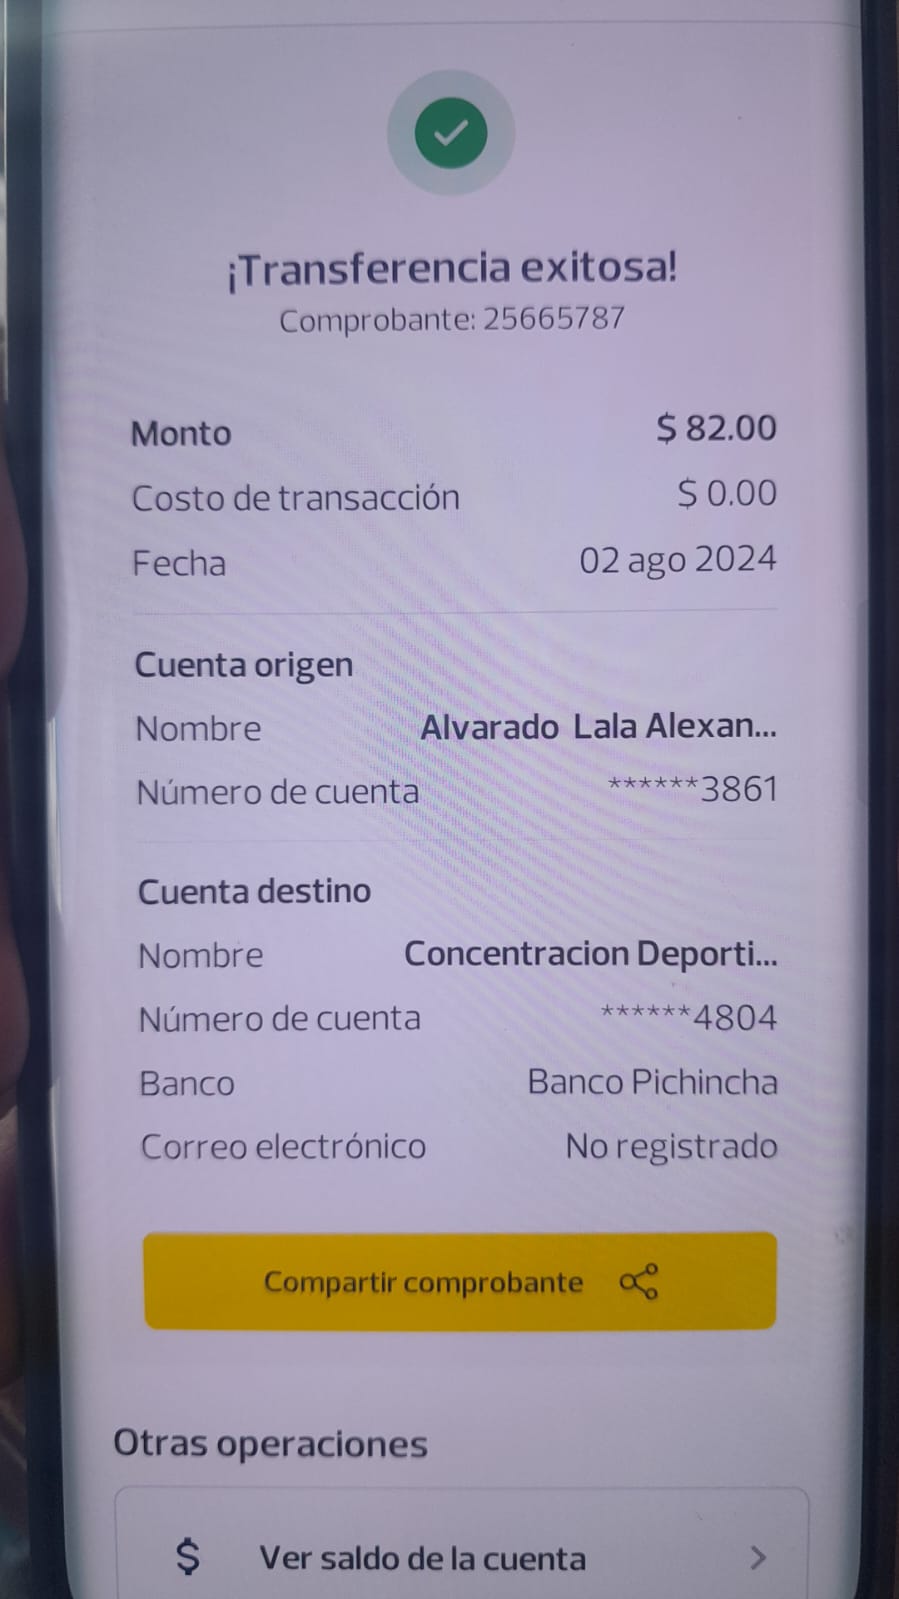 ¡Transferencia exitosa!
Comprobante: 25665787
Monto $ 82.00
Costo de transacción $ 0.00
Fecha 02 ago 2024
Cuenta origen
Nombre Alvarado Lala Alexan...
Número de cuenta ******3861
Cuenta destino
Nombre Concentracion Deporti...
Número de cuenta ******4804
Banco Banco Pichincha
Correo electrónico No registrado
Compartir comprobante
Otras operaciones
$ Ver saldo de la cuenta >